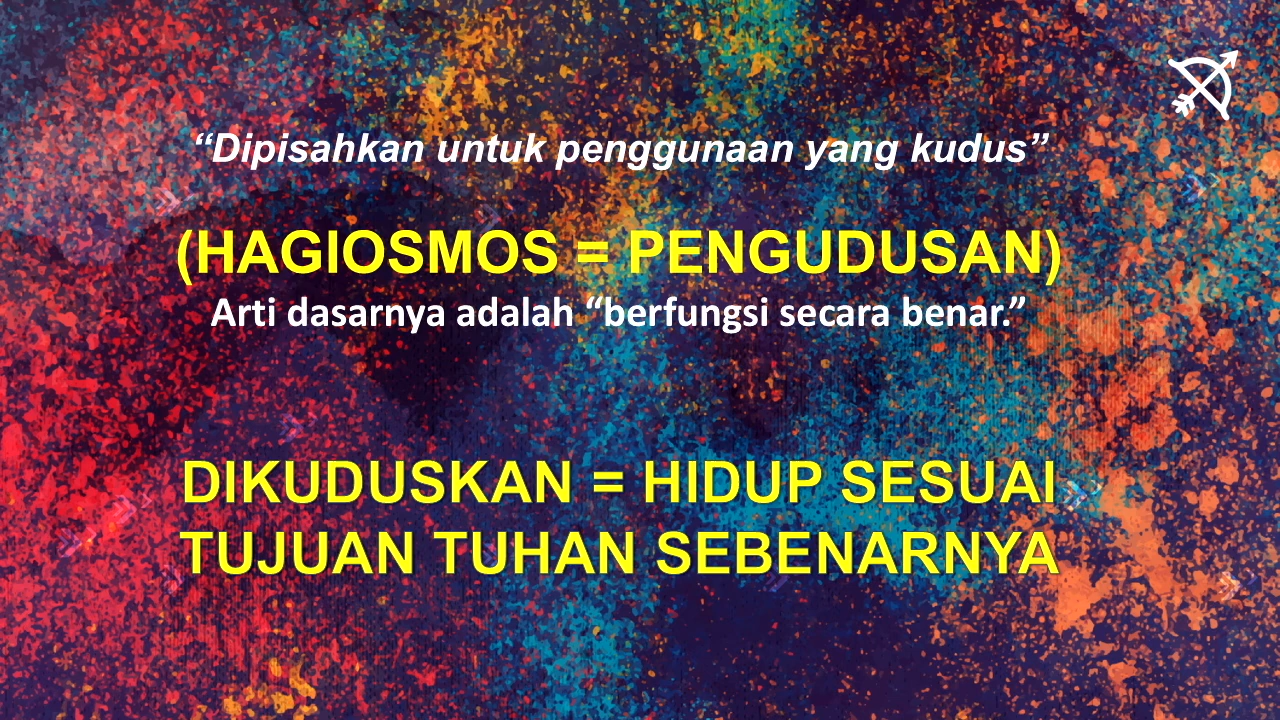 “Dipisahkan untuk penggunaan yang kudus”
(HAGIOSMOS = PENGUDUSAN)
Arti dasarnya adalah “berfungsi secara benar.”
DIKUDUSKAN = HIDUP SESUAI
TUJUAN TUHAN SEBENARNYA